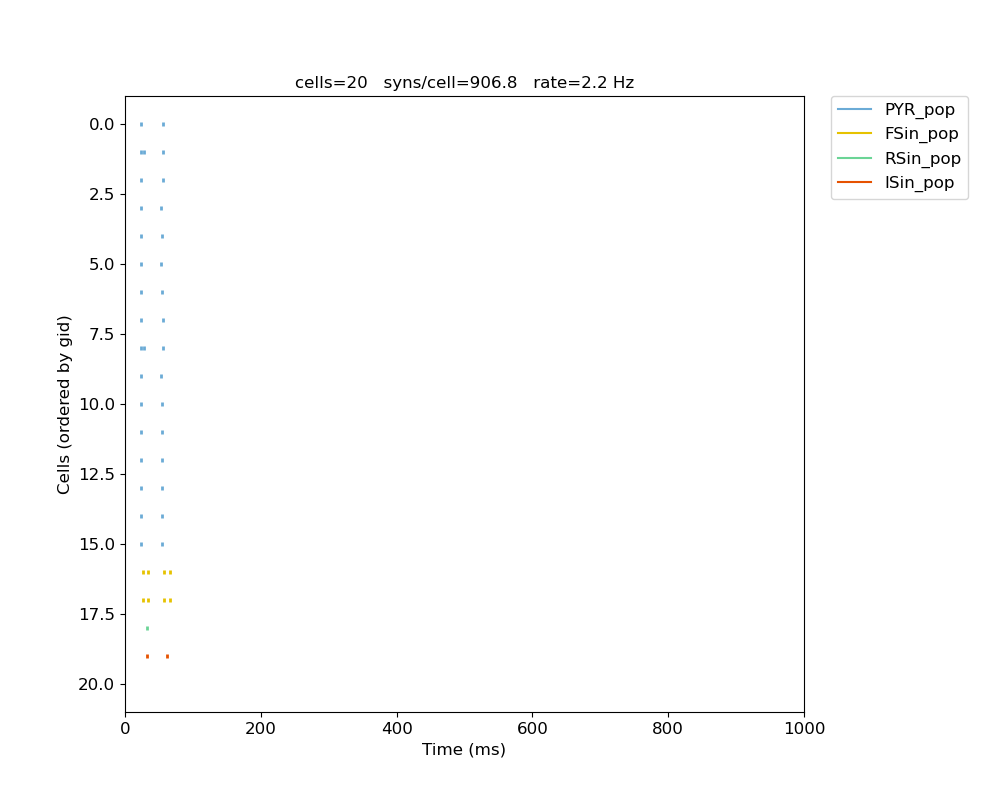 cells=20   syns/cell=906.8   rate=2.2 Hz
PYR_pop
FSin_pop
RSin_pop
ISin_pop
Cells (ordered by gid)
0.0
2.5
5.0
7.5
10.0
12.5
15.0
17.5
20.0
0 200 400 600 800 1000
Time (ms)